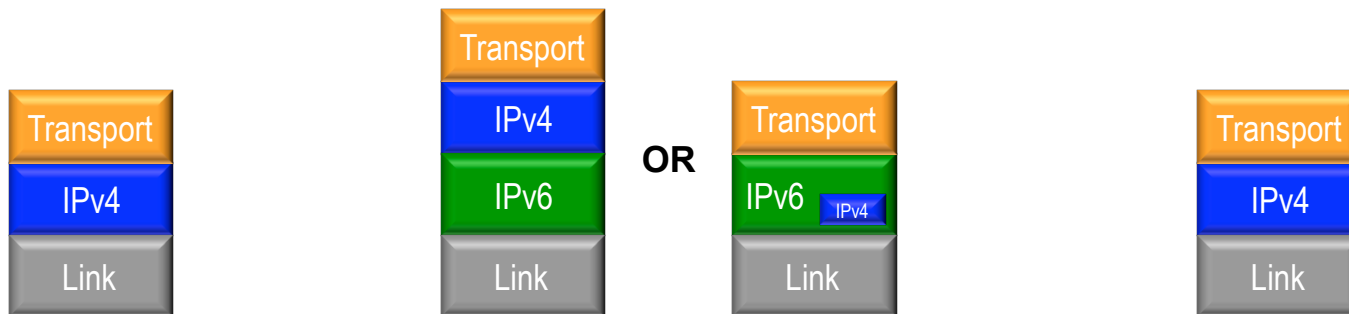 Transport
IPv4
Link
Transport
IPv4
IPv6
Link
OR
Transport
IPv6 IPv4
Link
Transport
IPv4
Link